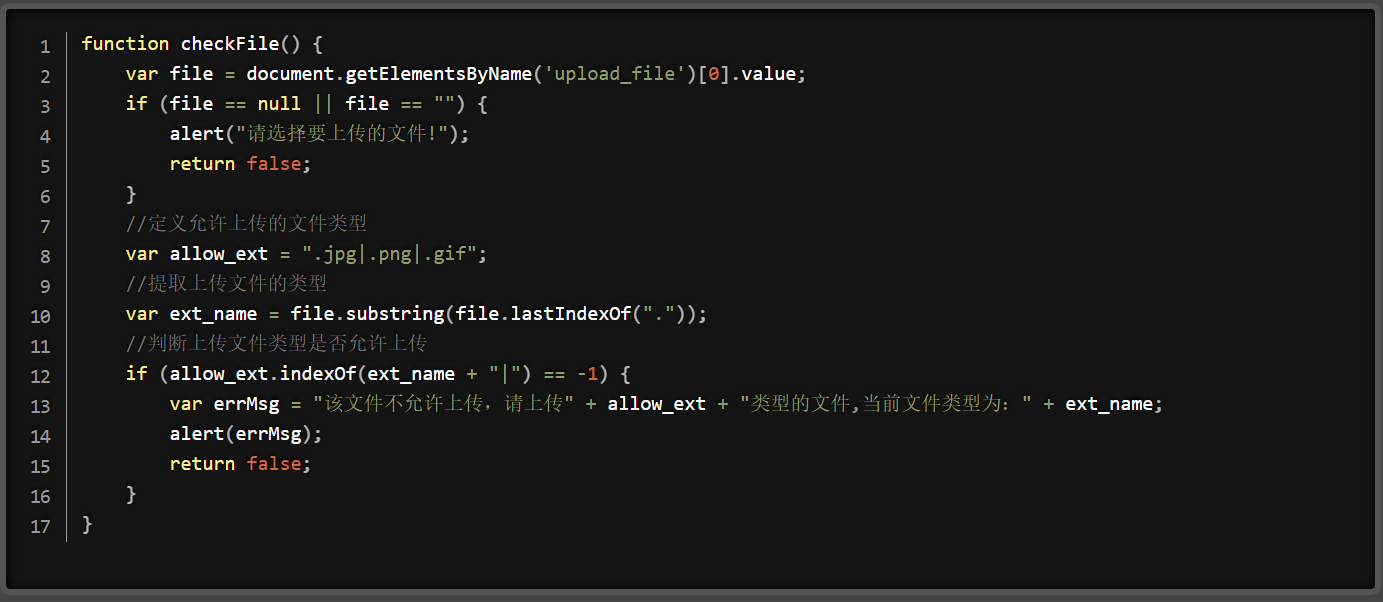 1 function checkFile() {
2 var file = document.getElementsByName('upload_file')[0].value;
3 if (file == null || file == "") {
4 alert("请选择要上传的文件!");
5 return false;
6 }
7 //定义允许上传的文件类型
8 var allow_ext = ".jpg|.png|.gif";
9 //提取上传文件的类型
10 var ext_name = file.substring(file.lastIndexOf("."));
11 //判断上传文件类型是否允许上传
12 if (allow_ext.indexOf(ext_name + "|") == -1) {
13 var errMsg = "该文件不允许上传，请上传" + allow_ext + "类型的文件,当前文件类型为：" + ext_name;
14 alert(errMsg);
15 return false;
16 }
17 }